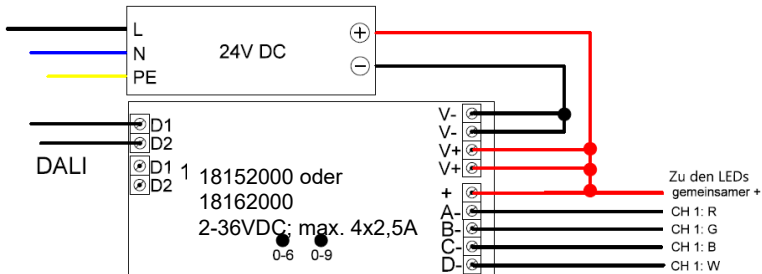 L
N
PE
24V DC
+
−
D1
D2
DALI
D1
D2
1
18152000 oder
18162000
2-36VDC; max. 4x2,5A
0-6 0-9
V-
V-
V+
V+
+
A-
B-
C-
D-
Zu den LEDs
gemeinsamer +
CH 1: R
CH 1: G
CH 1: B
CH 1: W